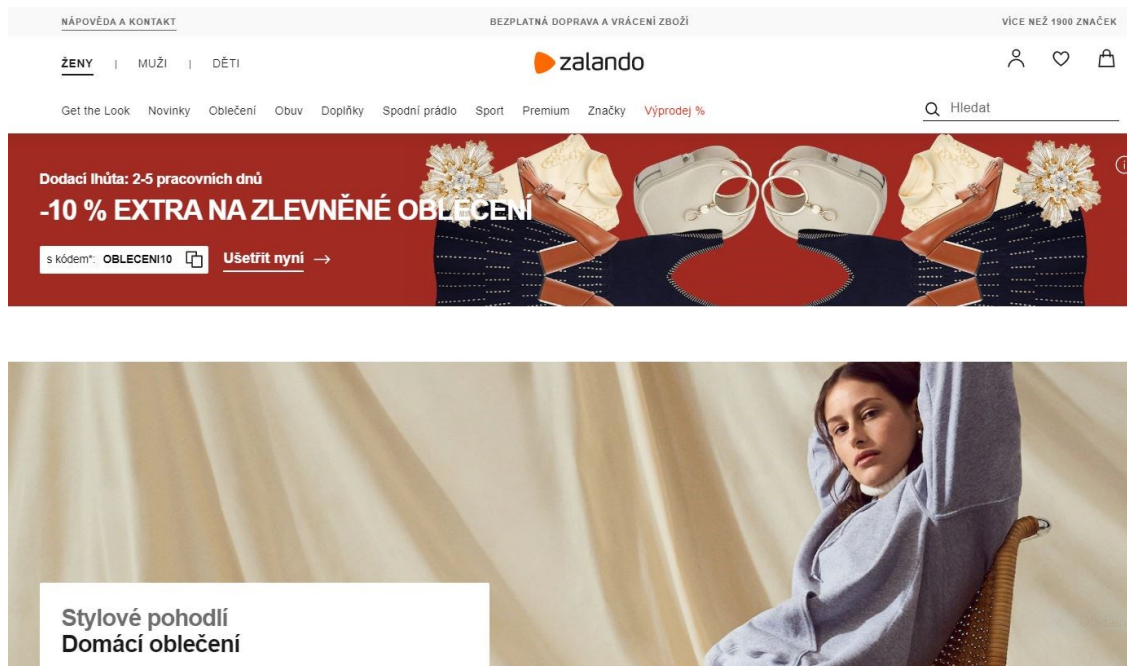 NÁPOVĚDA A KONTAKT
BEZPLATNÁ DOPRAVA A VRÁCENÍ ZBOŽÍ
VÍCE NEŽ 1900 ZNAČEK
ŽENY | MUŽI | DĚTI
zalando
Get the Look Novinky Oblečení Obuv Doplňky Spodní prádlo Sport Premium Značky Výprodej %
Hledat
Dodací lhůta: 2-5 pracovních dnů
-10 % EXTRA NA ZLEVNĚNÉ OBLEČENÍ
s kódem*: OBLECENI10
Ušetřit nyní →
Stylové pohodlí
Domácí oblečení